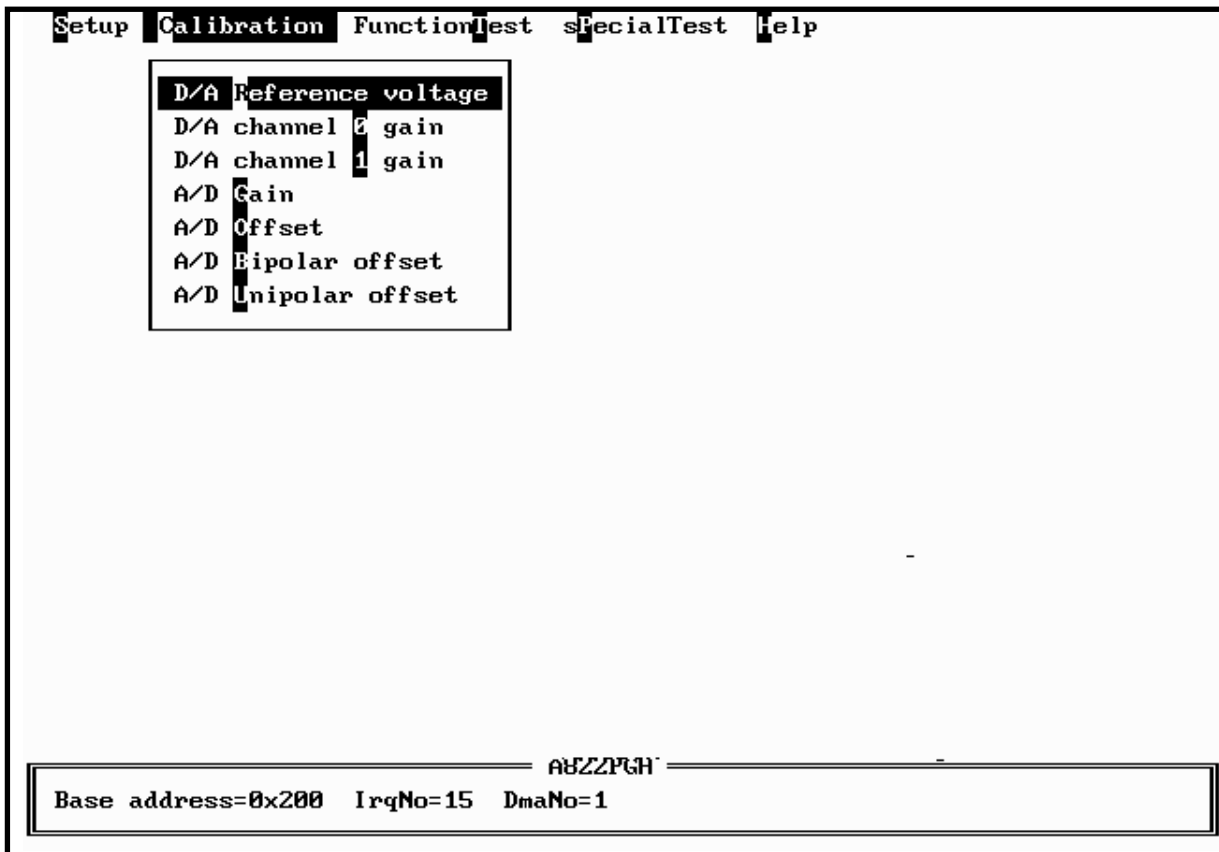 Setup Calibration FunctionTest sPecialTest Help
D/A Reference voltage
D/A channel 0 gain
D/A channel 1 gain
A/D Gain
A/D Offset
A/D Bipolar offset
A/D Unipolar offset
Base address=0x200 IrqNo=15 DmaNo=1